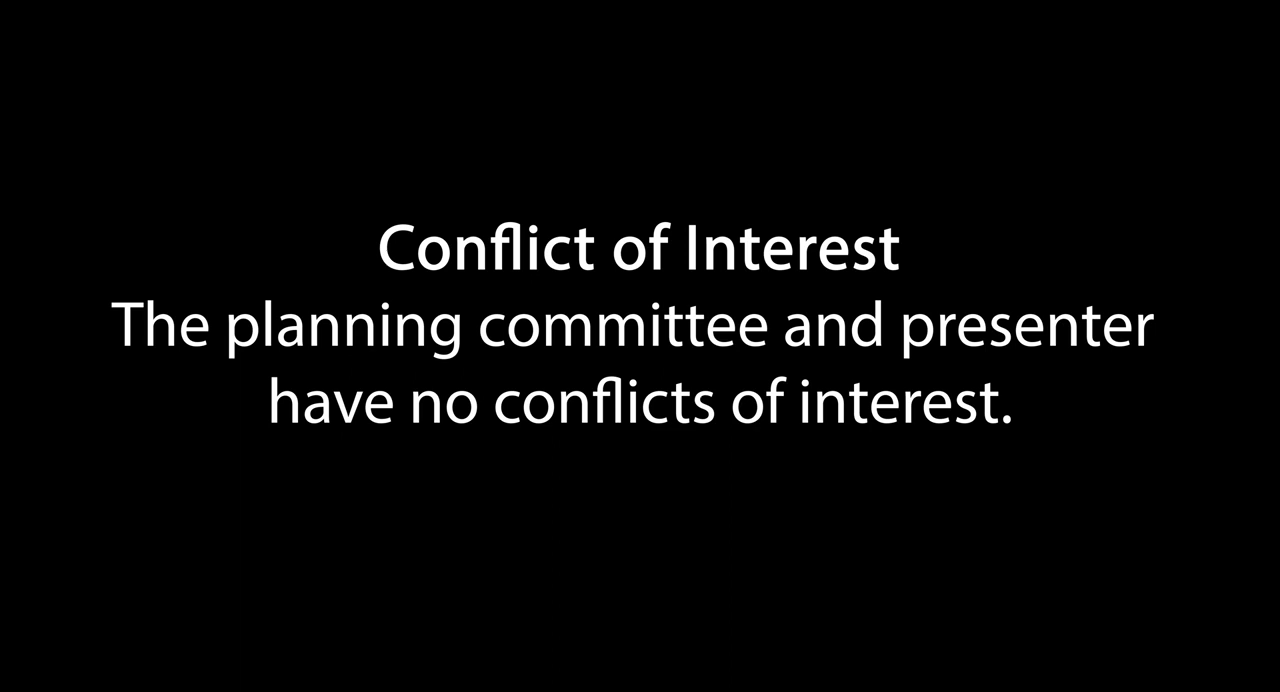 Conflict of Interest
The planning committee and presenter
have no conflicts of interest.